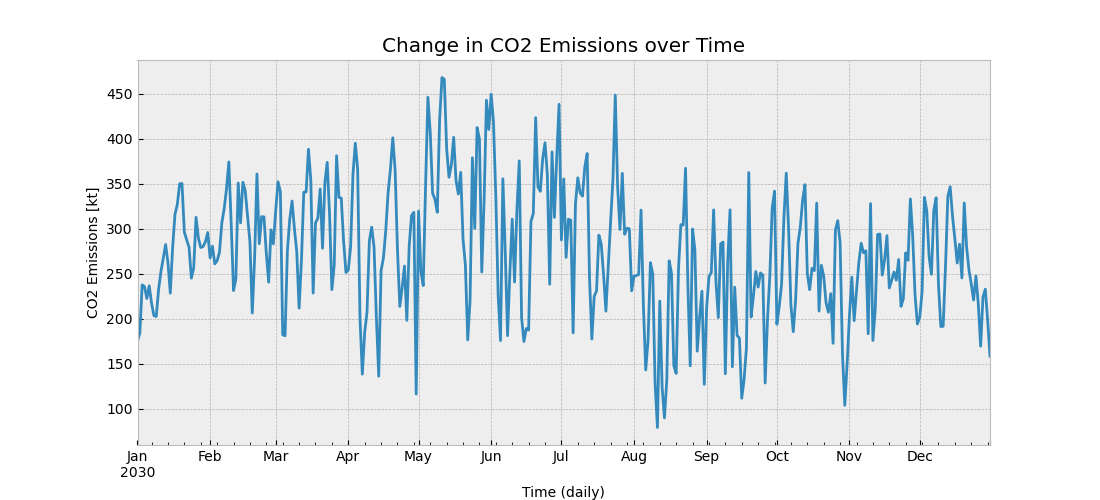 Change in CO2 Emissions over Time
CO2 Emissions [kt]
450
400
350
300
250
200
150
100
Jan Feb Mar Apr May Jun Jul Aug Sep Oct Nov Dec
2030
Time (daily)